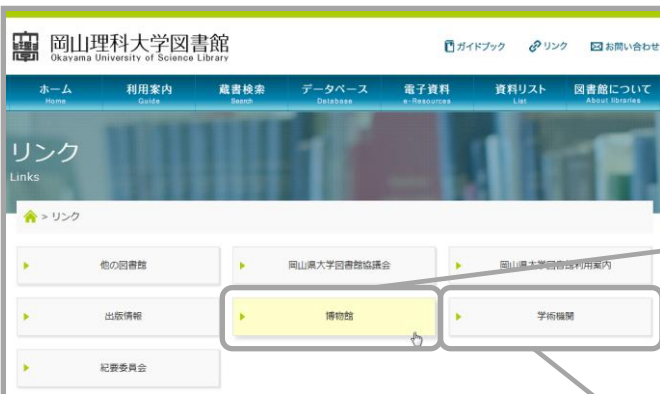 岡山理科大学図書館
Okayama University of Science Library
ガイドブック リンク お問い合わせ
ホーム 利用案内 蔵書検索 データベース 電子資料 資料リスト 図書館について
Home Guide Search Database e-Resources List About libraries
リンク
Links
> リンク
他の図書館 岡山県大学図書館協議会 岡山県大学図書館利用案内
出版情報 博物館 学術機関
紀要委員会